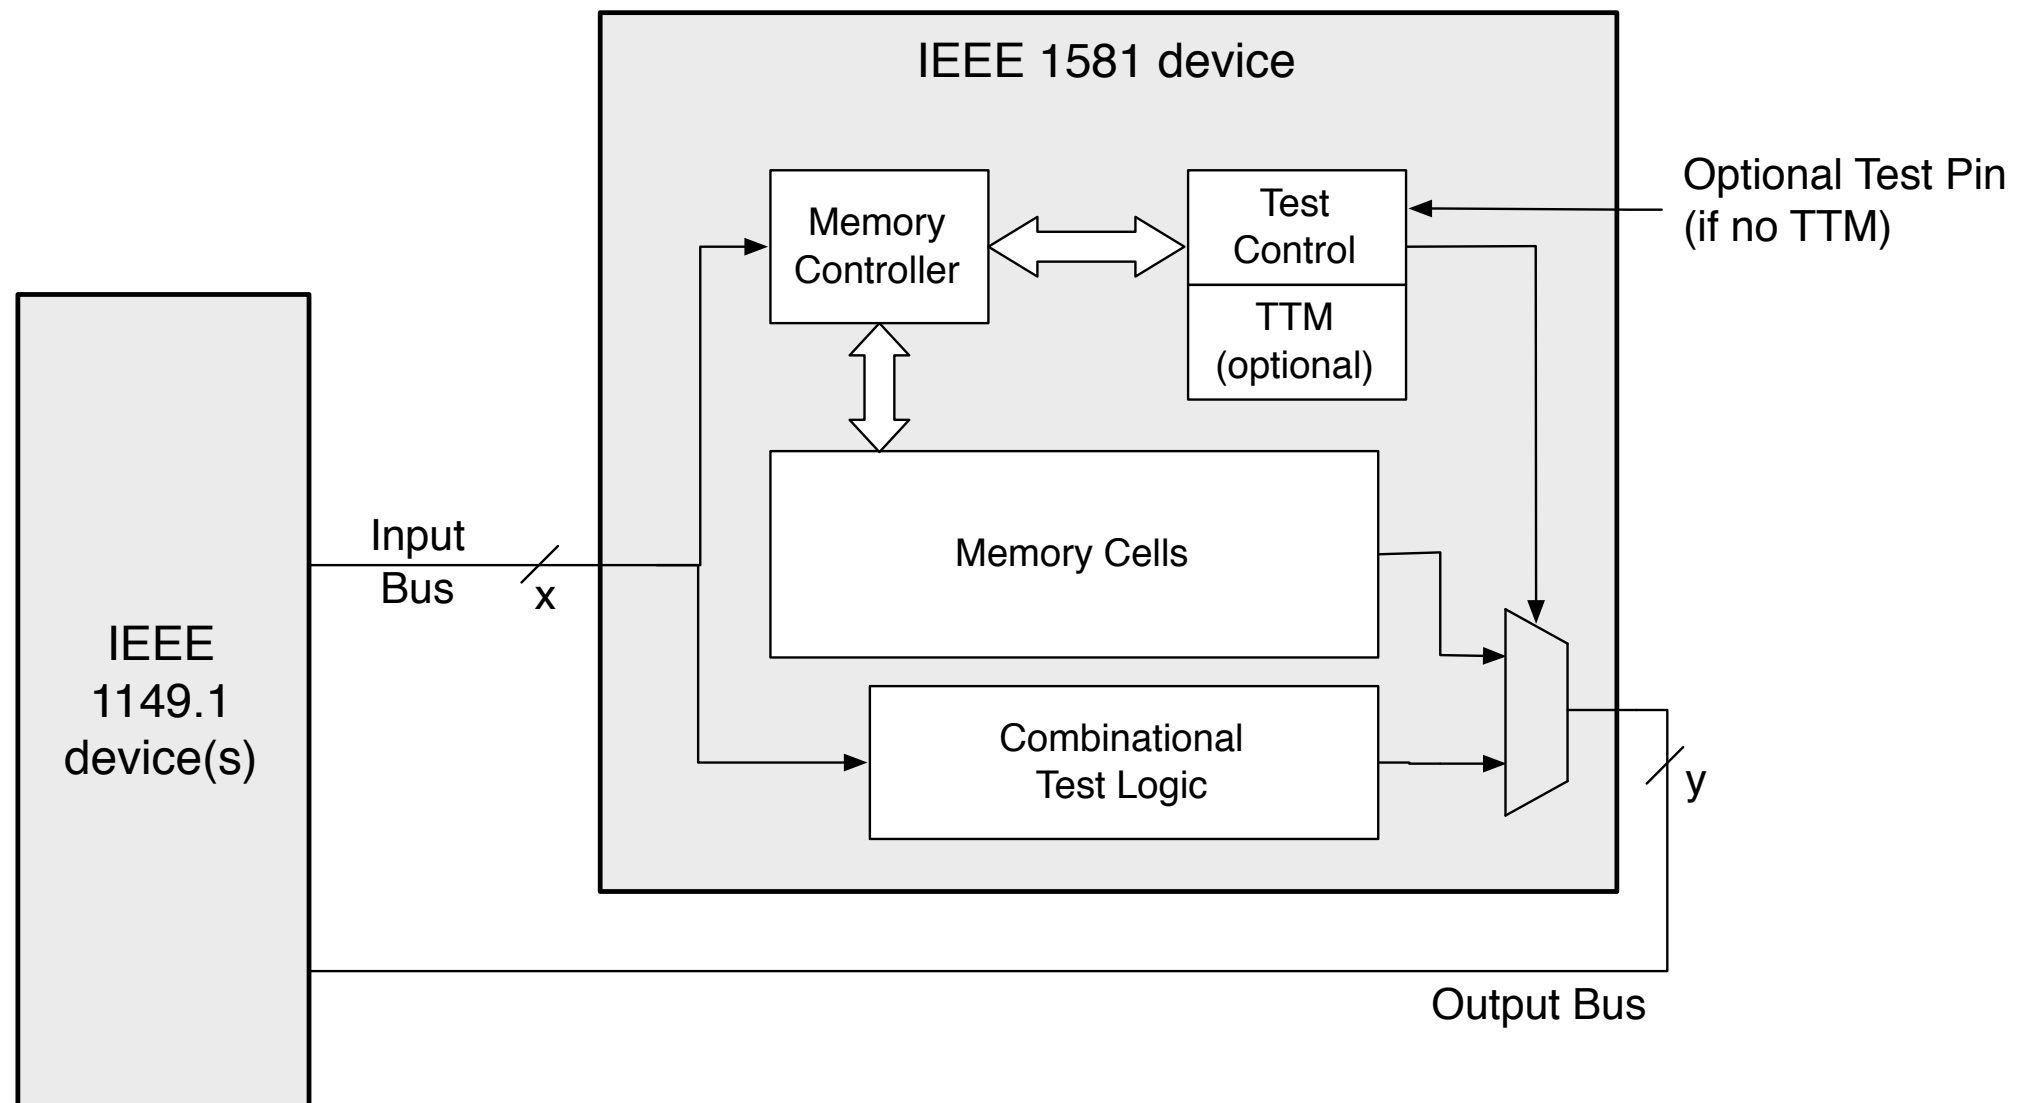 IEEE 1581 device
Optional Test Pin
(if no TTM)
Memory
Controller
Test
Control
TTM
(optional)
Input
Bus
x
Memory Cells
IEEE
1149.1
device(s)
Combinational
Test Logic
y
Output Bus